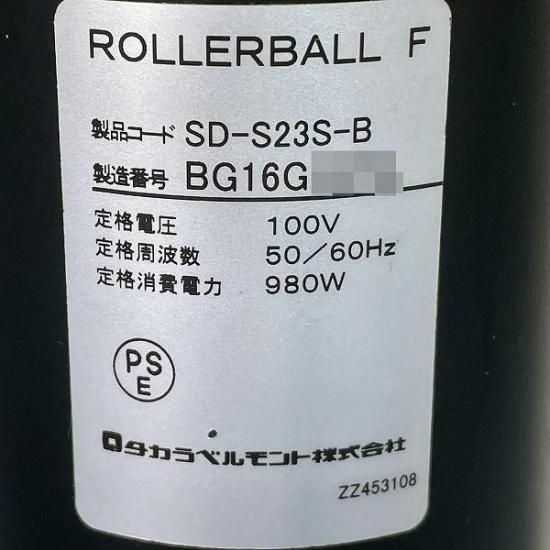 ROLLERBALL F
製品コード SD-S23S-B
製造番号 BG16G
定格電圧 100V
定格周波数 50/60Hz
定格消費電力 980W
PS
E
タカラベルモント株式会社
ZZ453108